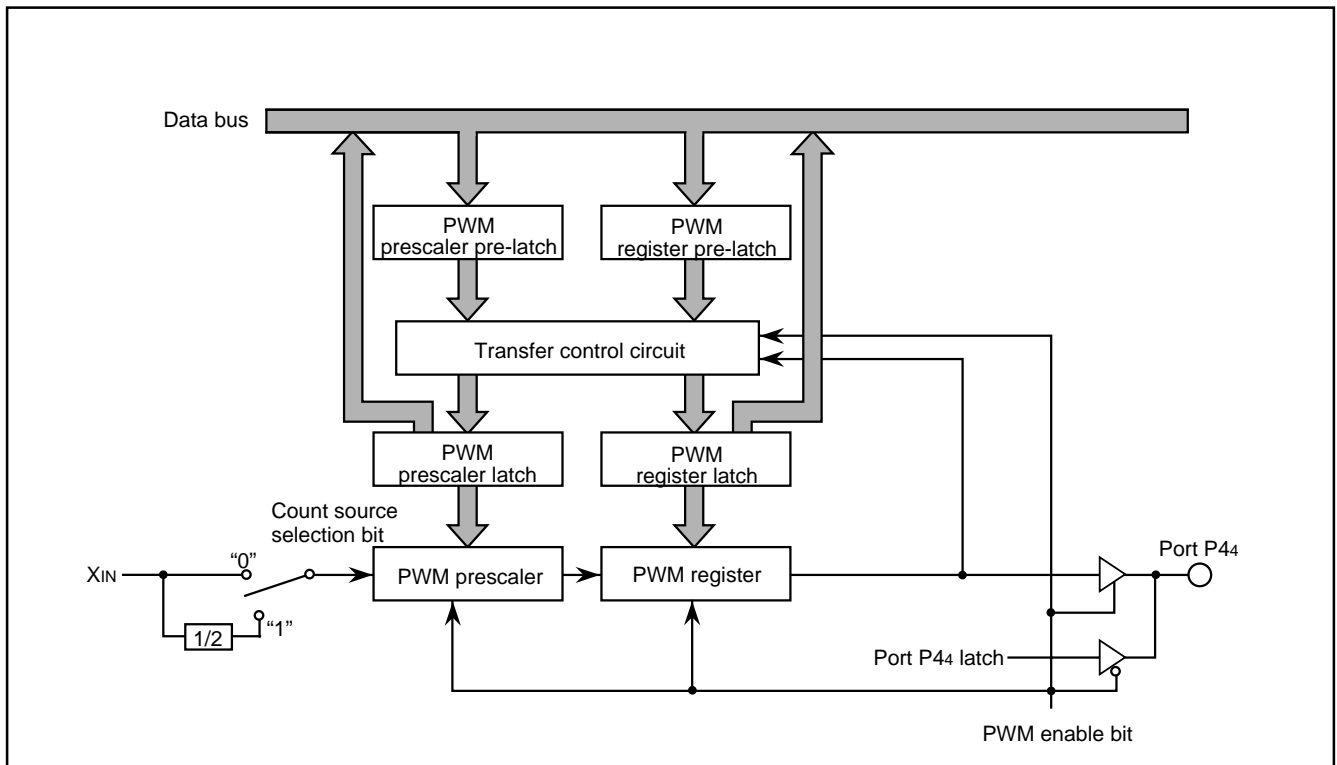 Data bus
PWM
prescaler pre-latch
PWM
register pre-latch
Transfer control circuit
PWM
prescaler latch
PWM
register latch
Count source
selection bit
Port P44
XIN
“0”
PWM prescaler
PWM register
“1”
1/2
Port P44 latch
PWM enable bit